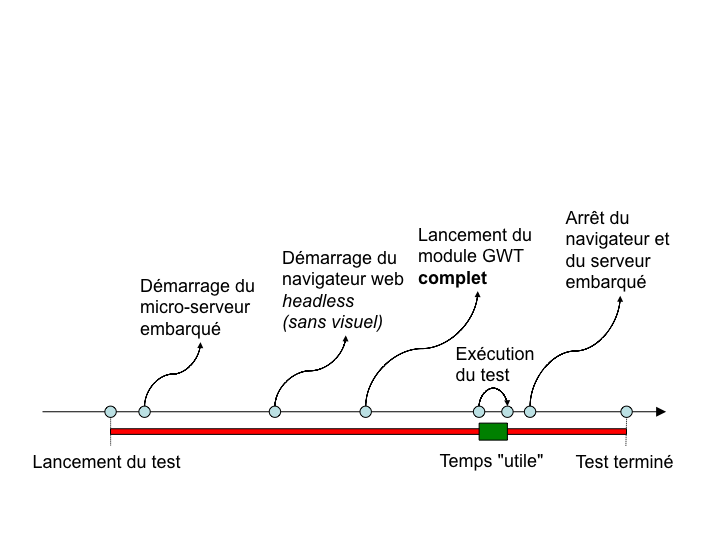 Démarrage du
micro-serveur
embarqué
Démarrage du
navigateur web
headless
(sans visuel)
Lancement du
module GWT
complet
Exécution
du test
Arrêt du
navigateur et
du serveur
embarqué
Lancement du test
Temps "utile"
Test terminé